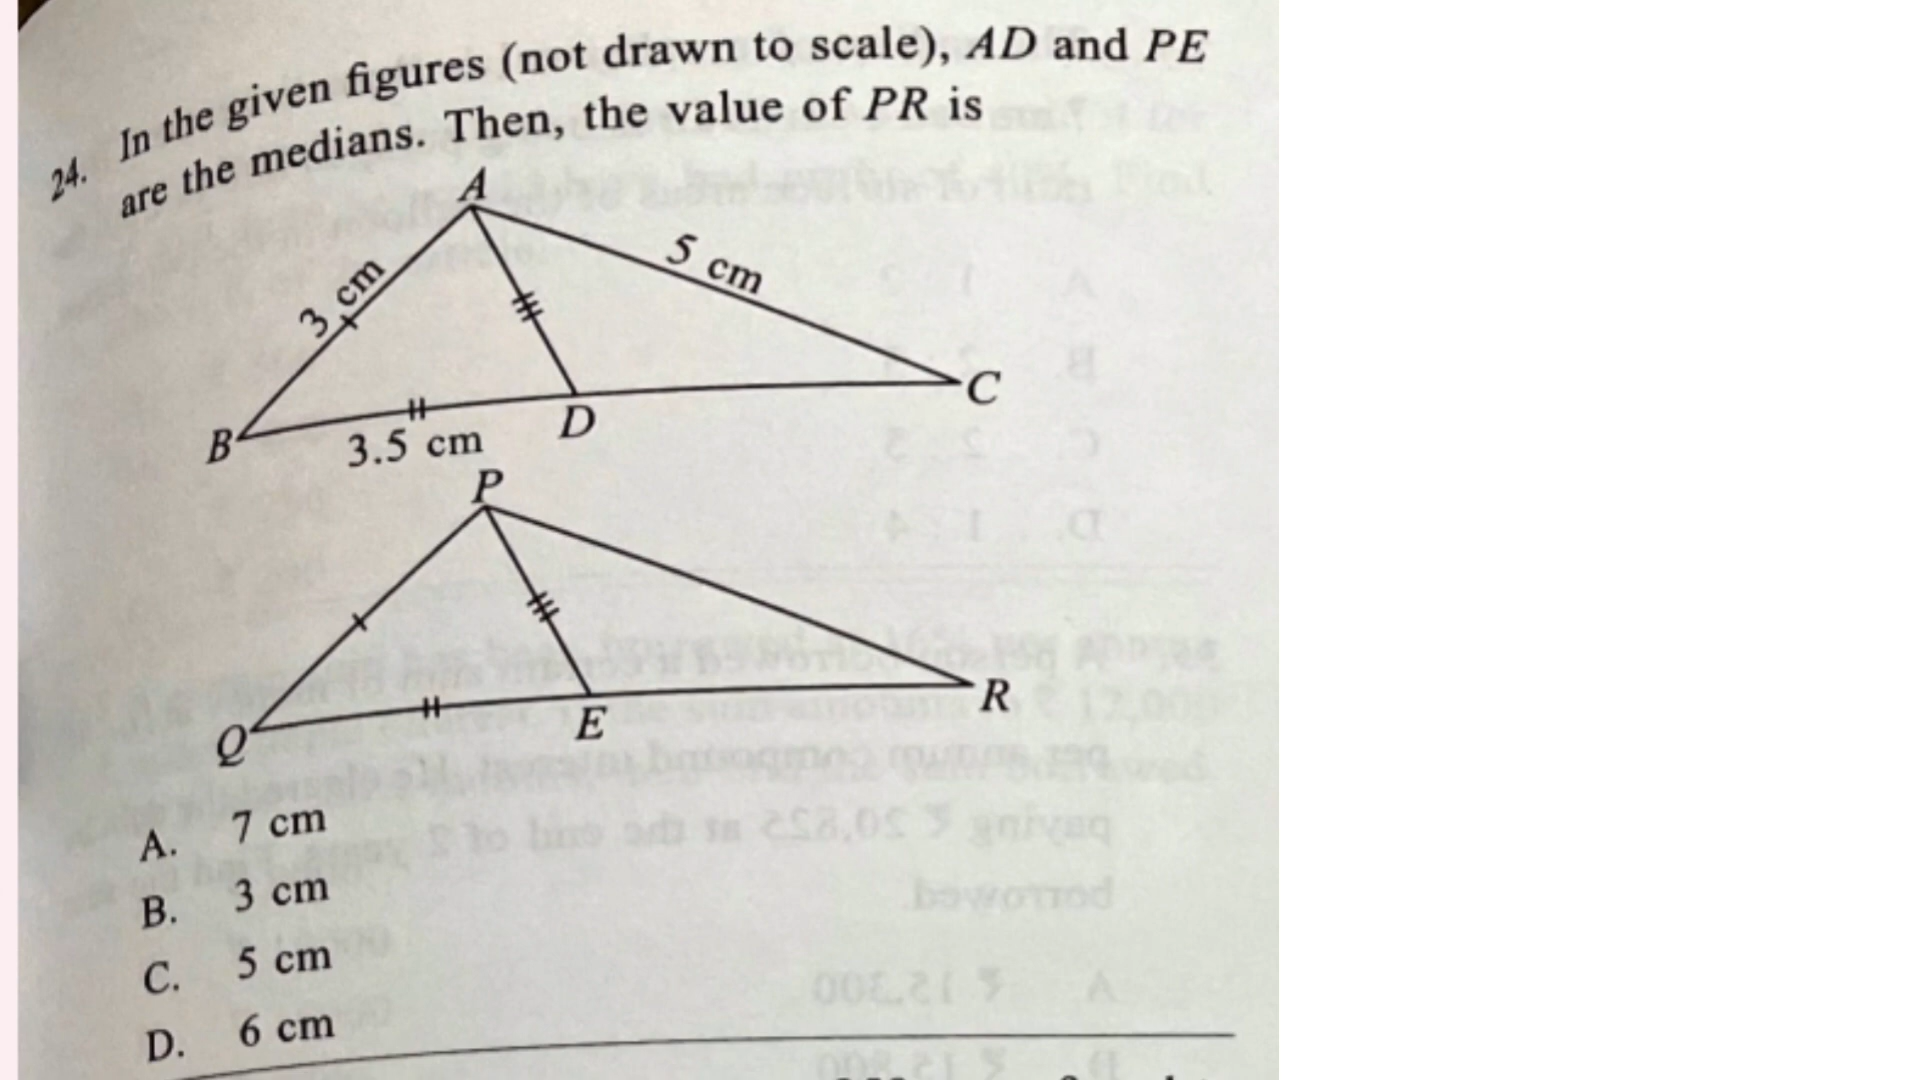 24. In the given figures (not drawn to scale), AD and PE
are the medians. Then, the value of PR is
A
3 cm
5 cm
B
3.5 cm
D
C
P
Q
E
R
A. 7 cm
B. 3 cm
C. 5 cm
D. 6 cm